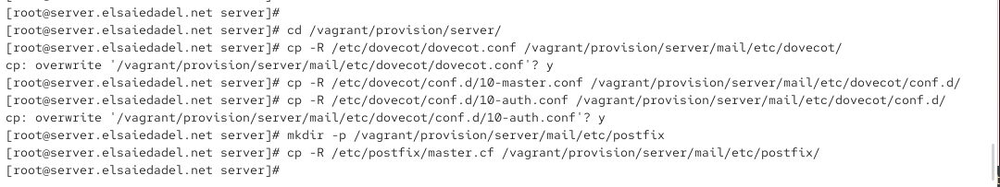 [root@server.elsaiedadel.net server]#
[root@server.elsaiedadel.net server]# cd /vagrant/provision/server/
[root@server.elsaiedadel.net server]# cp -R /etc/dovecot/dovecot.conf /vagrant/provision/server/mail/etc/dovecot/
cp: overwrite '/vagrant/provision/server/mail/etc/dovecot/dovecot.conf'? y
[root@server.elsaiedadel.net server]# cp -R /etc/dovecot/conf.d/10-master.conf /vagrant/provision/server/mail/etc/dovecot/conf.d/
[root@server.elsaiedadel.net server]# cp -R /etc/dovecot/conf.d/10-auth.conf /vagrant/provision/server/mail/etc/dovecot/conf.d/
cp: overwrite '/vagrant/provision/server/mail/etc/dovecot/conf.d/10-auth.conf'? y
[root@server.elsaiedadel.net server]# mkdir -p /vagrant/provision/server/mail/etc/postfix
[root@server.elsaiedadel.net server]# cp -R /etc/postfix/master.cf /vagrant/provision/server/mail/etc/postfix/
[root@server.elsaiedadel.net server]#